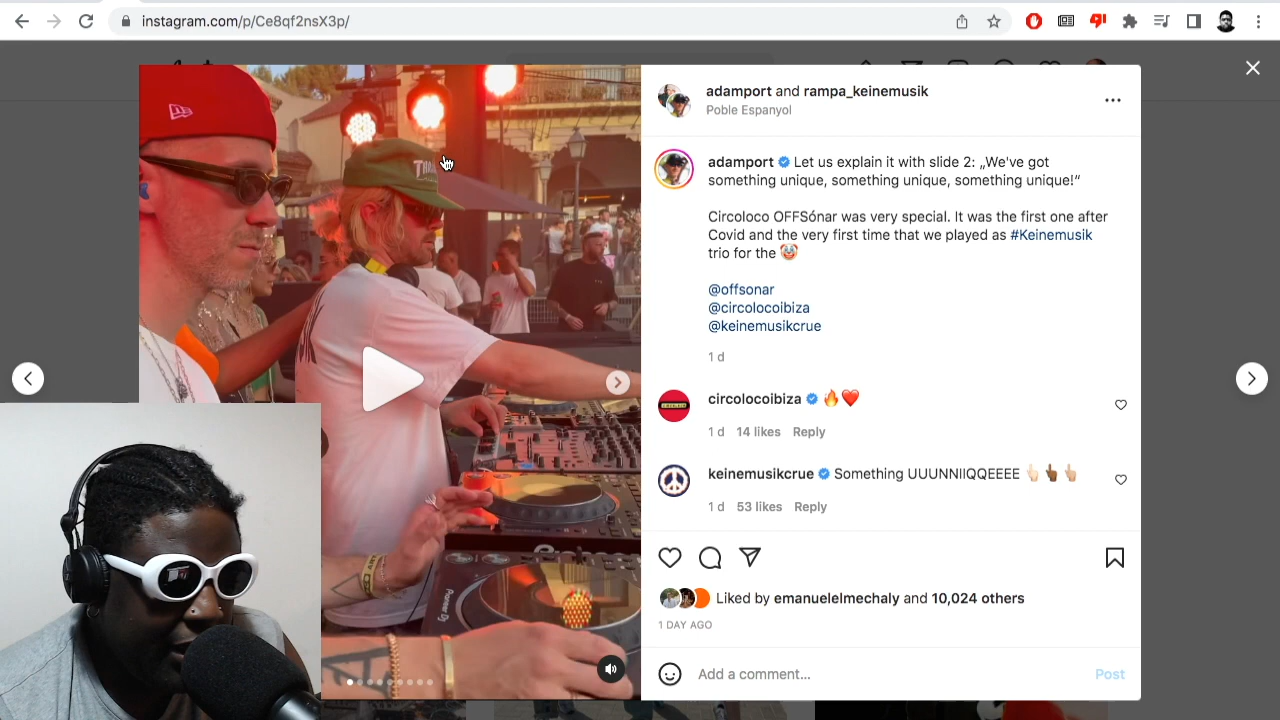 instagram.com/p/Ce8qf2nsX3p/
adamport and rampa_keinemusik
Poble Espanyol
adamport Let us explain it with slide 2: „We've got
something unique, something unique, something unique!“
Circoloco OFFSónar was very special. It was the first one after
Covid and the very first time that we played as #Keinemusik
trio for the 🤡
@offsonar
@circolocoibiza
@keinemusikcrue
1 d
circolocoibiza 🔥❤️
1 d 14 likes Reply
keinemusikcrue Something UUUNNIIQQEEEE 👆🏻👆🏾👆🏼
1 d 53 likes Reply
Liked by emanuelelmechaly and 10,024 others
1 DAY AGO
Add a comment... Post
Pioneer Dj